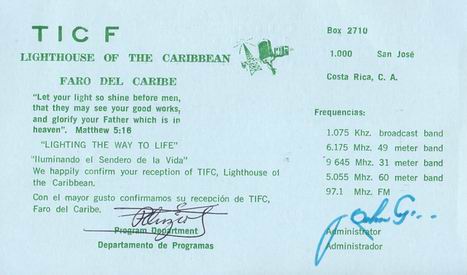 T I C F
LIGHTHOUSE OF THE CARIBBEAN
FARO DEL CARIBE
"Let your light so shine before men,
that they may see your good works,
and glorify your Father which is in
heaven". Matthew 5:16
"LIGHTING THE WAY TO LIFE"
"Iluminando el Sendero de la Vida"
We happily confirm your reception of TIFC, Lighthouse of
the Caribbean.
Con el mayor gusto confirmamos su recección de TIFC,
Faro del Caribe.
Program Department
Departamento de Programas
Box 2710
1.000 San José
Costa Rica, C. A.
Frequencias:
1.075 Khz. broadcast band
6.175 Mhz. 49 meter band
9 645 Mhz. 31 meter band
5.055 Mhz. 60 meter band
97.1 Mhz. FM
Administrator
Administrador